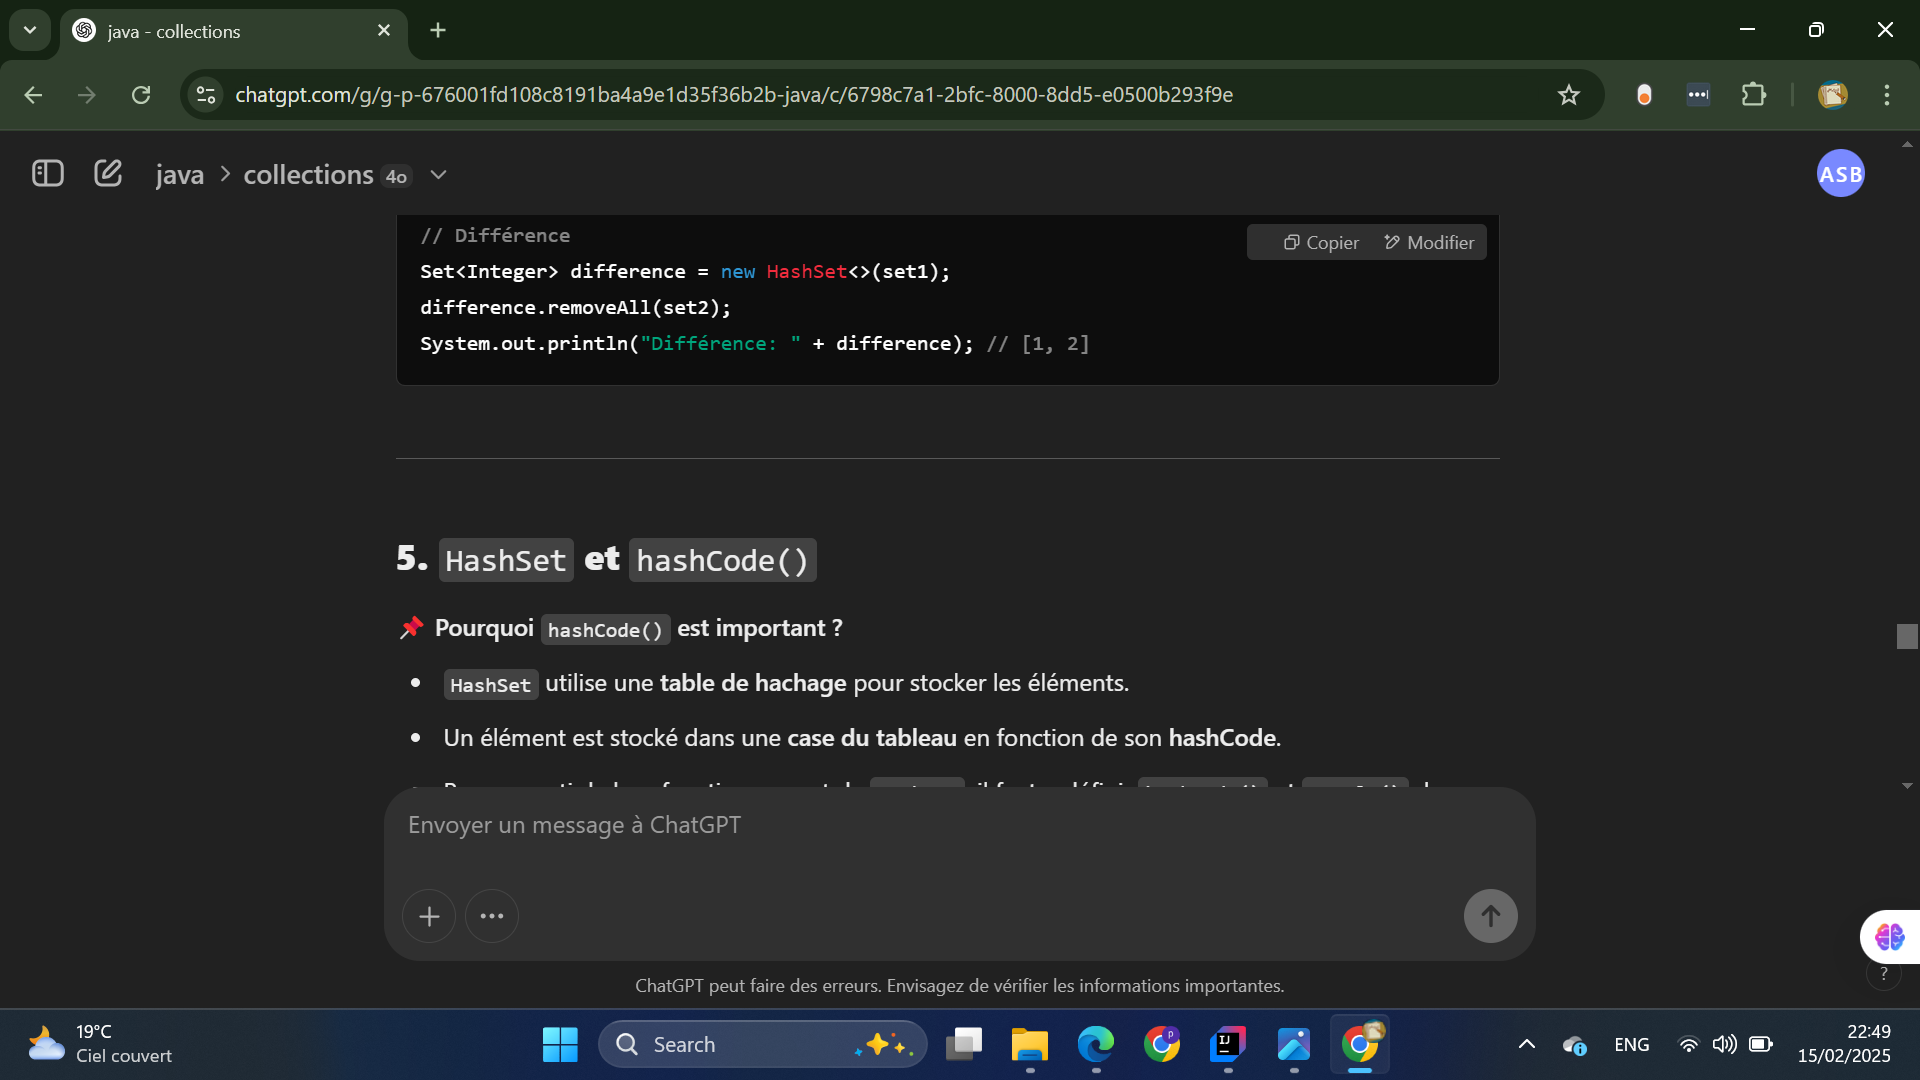 java - collections
chatgpt.com/g/g-p-676001fd108c8191ba4a9e1d35f36b2b-java/c/6798c7a1-2bfc-8000-8dd5-e0500b293f9e
java > collections 4o
ASB
Copier Modifier
// Différence
Set<Integer> difference = new HashSet<>(set1);
difference.removeAll(set2);
System.out.println("Différence: " + difference); // [1, 2]
5. HashSet et hashCode()
Pourquoi hashCode() est important ?
• HashSet utilise une table de hachage pour stocker les éléments.
• Un élément est stocké dans une case du tableau en fonction de son hashCode.
Envoyer un message à ChatGPT
ChatGPT peut faire des erreurs. Envisagez de vérifier les informations importantes.
?
19°C
Ciel couvert
Search
ENG
22:49
15/02/2025